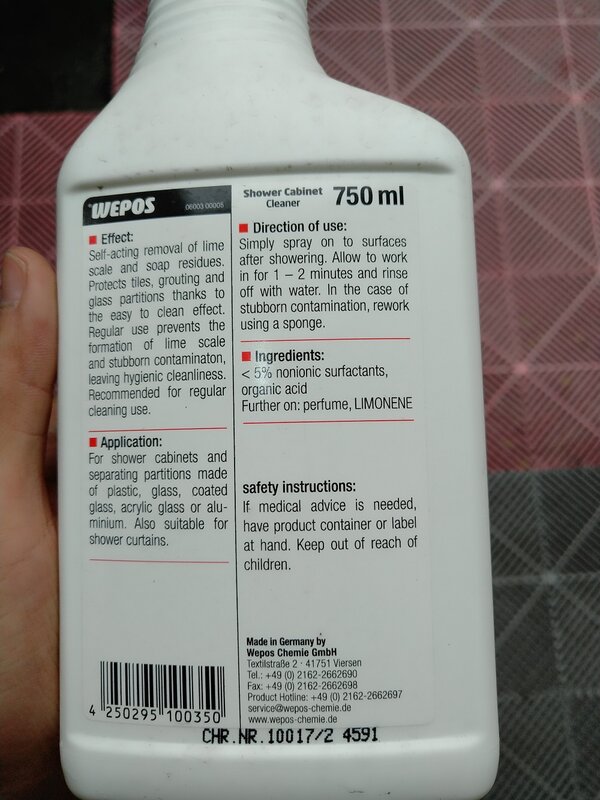 WEPOS
06003 00005
Shower Cabinet
Cleaner
750 ml
Effect:
Self-acting removal of lime
scale and soap residues.
Protects tiles, grouting and
glass partitions thanks to
the easy to clean effect.
Regular use prevents the
formation of lime scale
and stubborn contaminaton,
leaving hygienic cleanliness.
Recommended for regular
cleaning use.
Application:
For shower cabinets and
separating partitions made
of plastic, glass, coated
glass, acrylic glass or alu-
minium. Also suitable for
shower curtains.
4 250295 100350
Direction of use:
Simply spray on to surfaces
after showering. Allow to work
in for 1 – 2 minutes and rinse
off with water. In the case of
stubborn contamination, rework
using a sponge.
Ingredients:
< 5% nonionic surfactants,
organic acid
Further on: perfume, LIMONENE
safety instructions:
If medical advice is needed,
have product container or label
at hand. Keep out of reach of
children.
Made in Germany by
Wepos Chemie GmbH
Textilstraße 2 · 41751 Viersen
Tel.: +49 (0) 2162-2662690
Fax: +49 (0) 2162-2662698
Product Hotline: +49 (0) 2162-2662697
service@wepos-chemie.de
www.wepos-chemie.de
CHR.NR.10017/2 4591